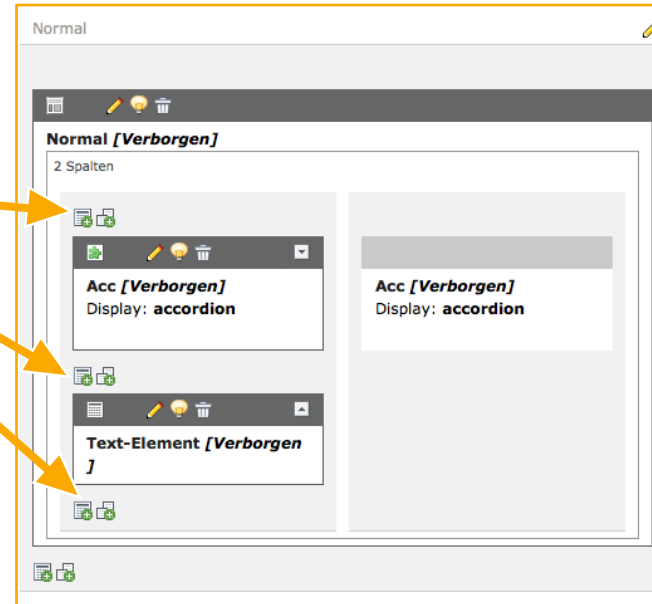 Normal
Normal [Verborgen]
2 Spalten
Acc [Verborgen]
Display: accordion
Acc [Verborgen]
Display: accordion
Text-Element [Verborgen
]